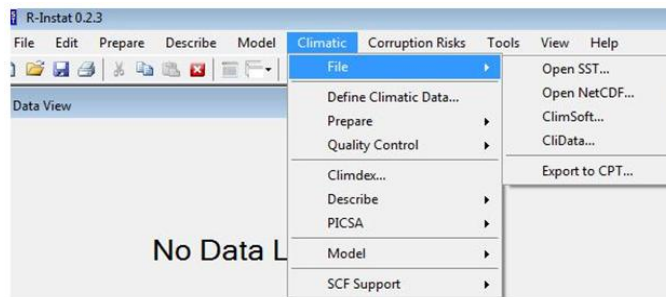 R-Instat 0.2.3
File Edit Prepare Describe Model Climatic Corruption Risks Tools View Help
Data View
File
Define Climatic Data...
Prepare
Quality Control
Climdex...
Describe
PICSA
Model
SCF Support
Open SST...
Open NetCDF...
ClimSoft...
CliData...
Export to CPT...
No Data L